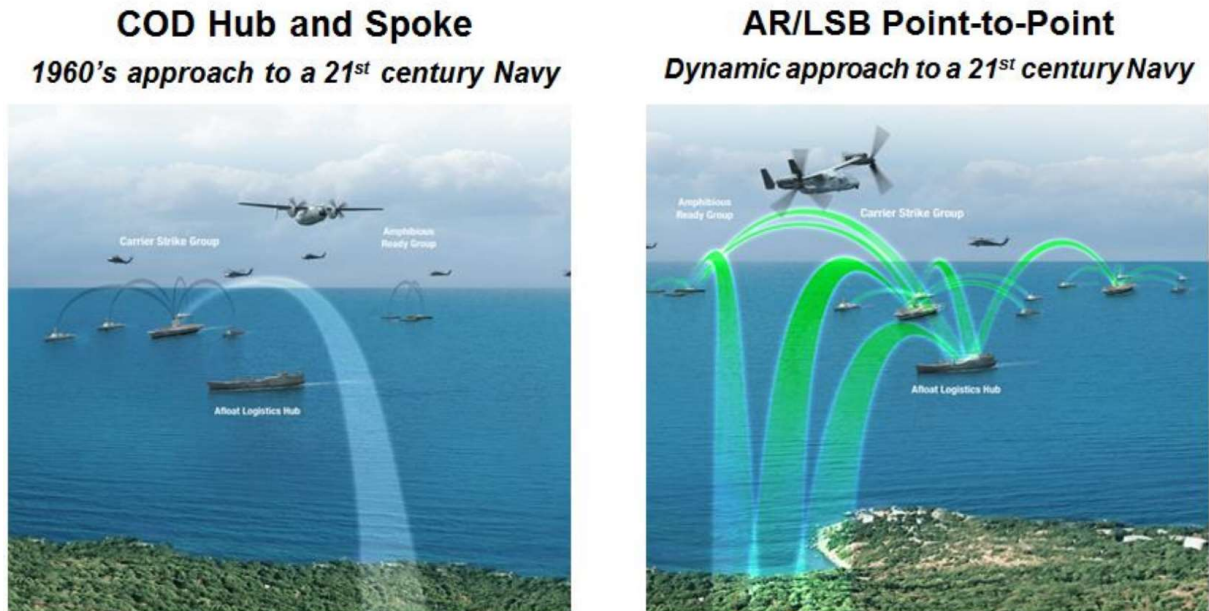 COD Hub and Spoke
1960's approach to a 21st century Navy
Carrier Strike Group
Amphibious
Ready Group
Afloat Logistics Hub
AR/LSB Point-to-Point
Dynamic approach to a 21st century Navy
Amphibious
Ready Group
Carrier Strike Group
Afloat Logistics Hub